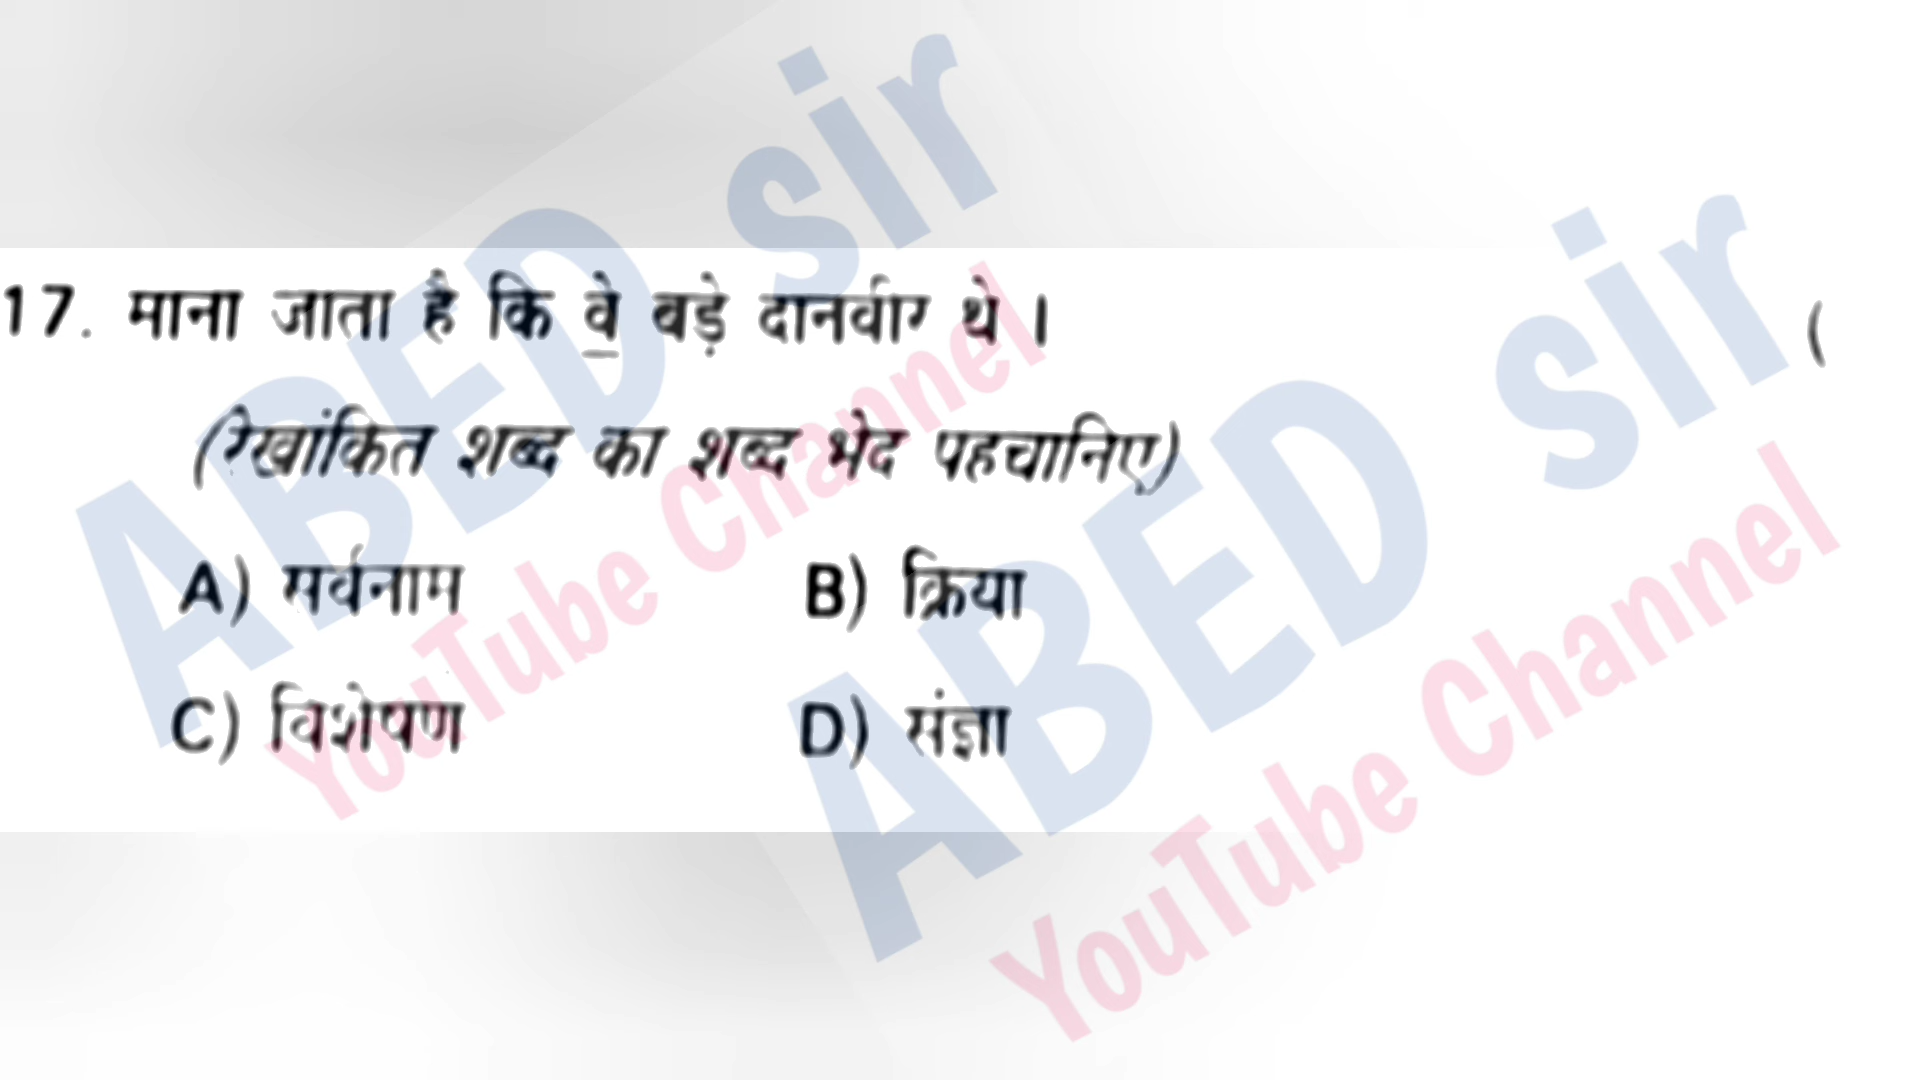 17. माना जाता है कि वे बड़े दानवीर थे । (
(रेखांकित शब्द का शब्द भेद पहचानिए)
A) सर्वनाम B) क्रिया
C) विशेषण D) संज्ञा
ABED sir
YouTube Channel
ABED sir
YouTube Channel